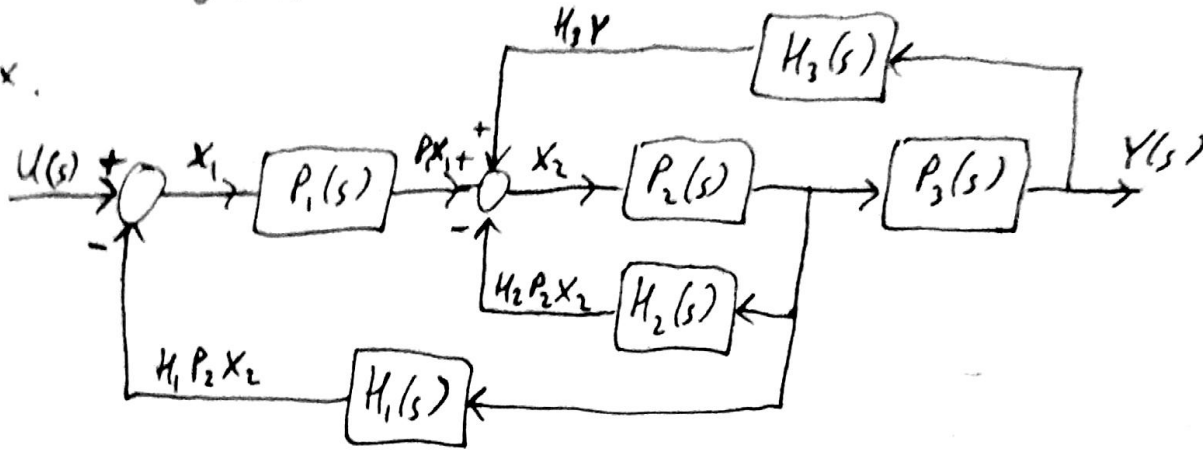 x.
H₃Y
H₃(s)
U(s)
+
-
X₁
P₁(s)
P₁X₁
+
+
-
X₂
P₂(s)
P₃(s)
Y(s)
H₂P₂X₂
H₂(s)
H₁P₂X₂
H₁(s)